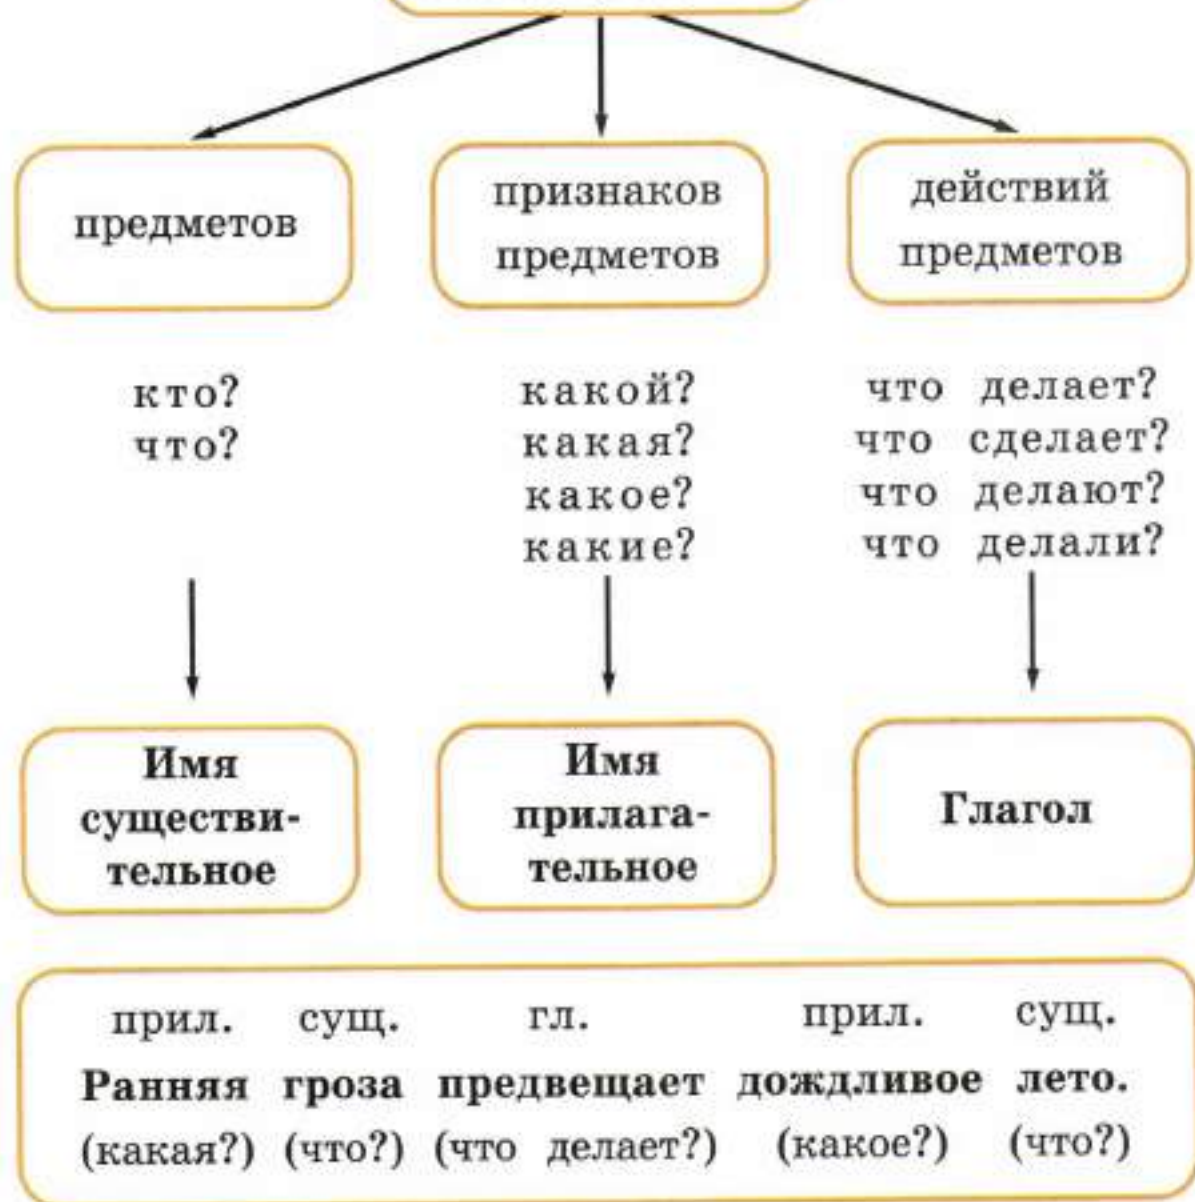 предметов
признаков
предметов
действий
предметов
кто?
что?
какой?
какая?
какое?
какие?
что делает?
что сделает?
что делают?
что делали?
Имя
существи-
тельное
Имя
прилага-
тельное
Глагол
прил. сущ. гл. прил. сущ.
Ранняя гроза предвещает дождливое лето.
(какая?) (что?) (что делает?) (какое?) (что?)